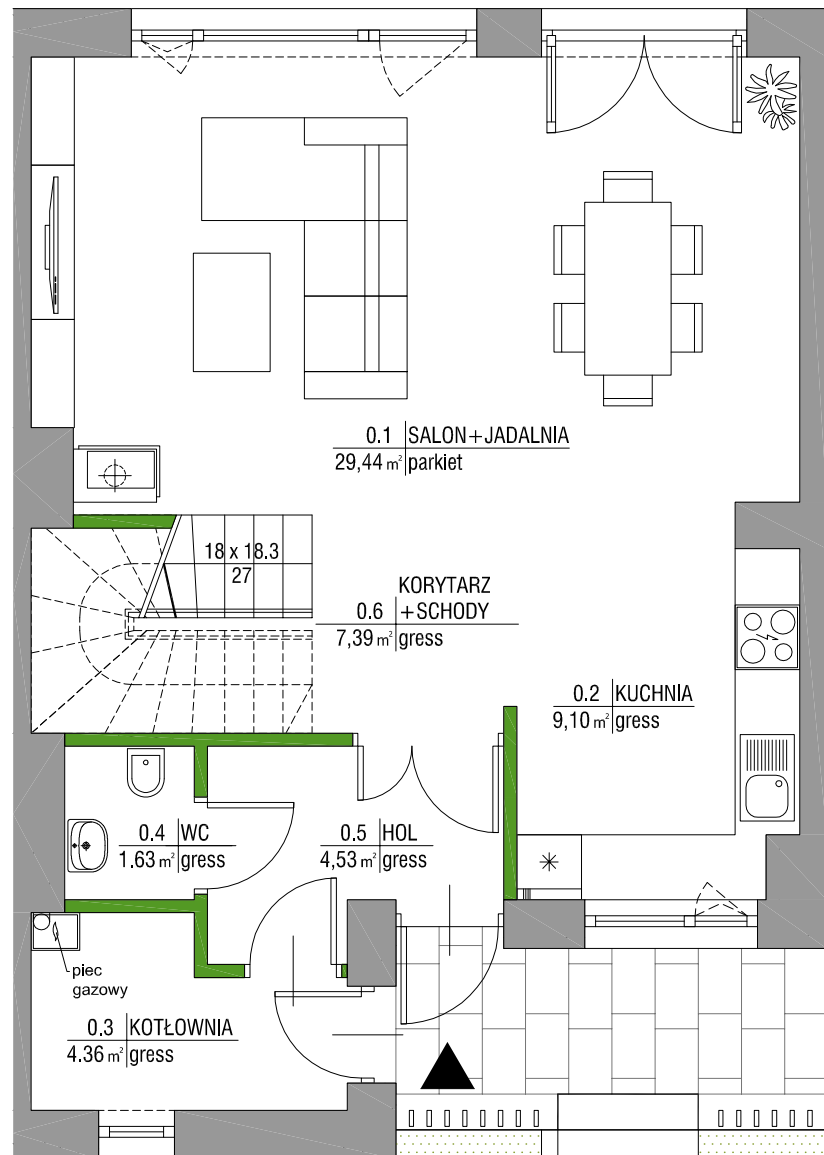 0.1 SALON+JADALNIA
29,44 m² parkiet
18 x 18.3
27
KORYTARZ
0.6 +SCHODY
7,39 m² gress
0.2 KUCHNIA
9,10 m² gress
0.4 WC
1.63 m² gress
0.5 HOL
4,53 m² gress
piec
gazowy
0.3 KOTŁOWNIA
4.36 m² gress